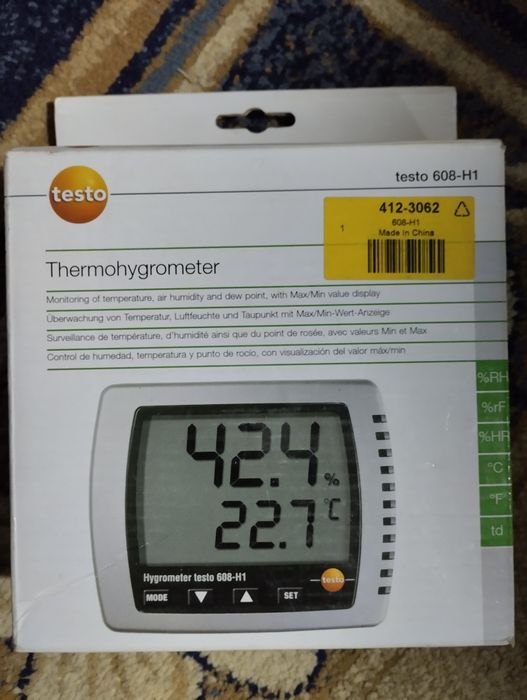 testo
testo 608-H1
412-3062
608-H1
1
Made in China
Thermohygrometer
Monitoring of temperature, air humidity and dew point, with Max/Min value display
Überwachung von Temperatur, Luftfeuchte und Taupunkt mit Max/Min-Wert-Anzeige
Surveillance de température, d'humidité ainsi que du point de rosée, avec valeurs Min et Max
Control de humedad, temperatura y punto de rocío, con visualización del valor máx/min
%RH
%rF
%HR
°C
°F
td
42.4 %
22.7 °C
Hygrometer testo 608-H1
testo
MODE ▼ ▲ SET